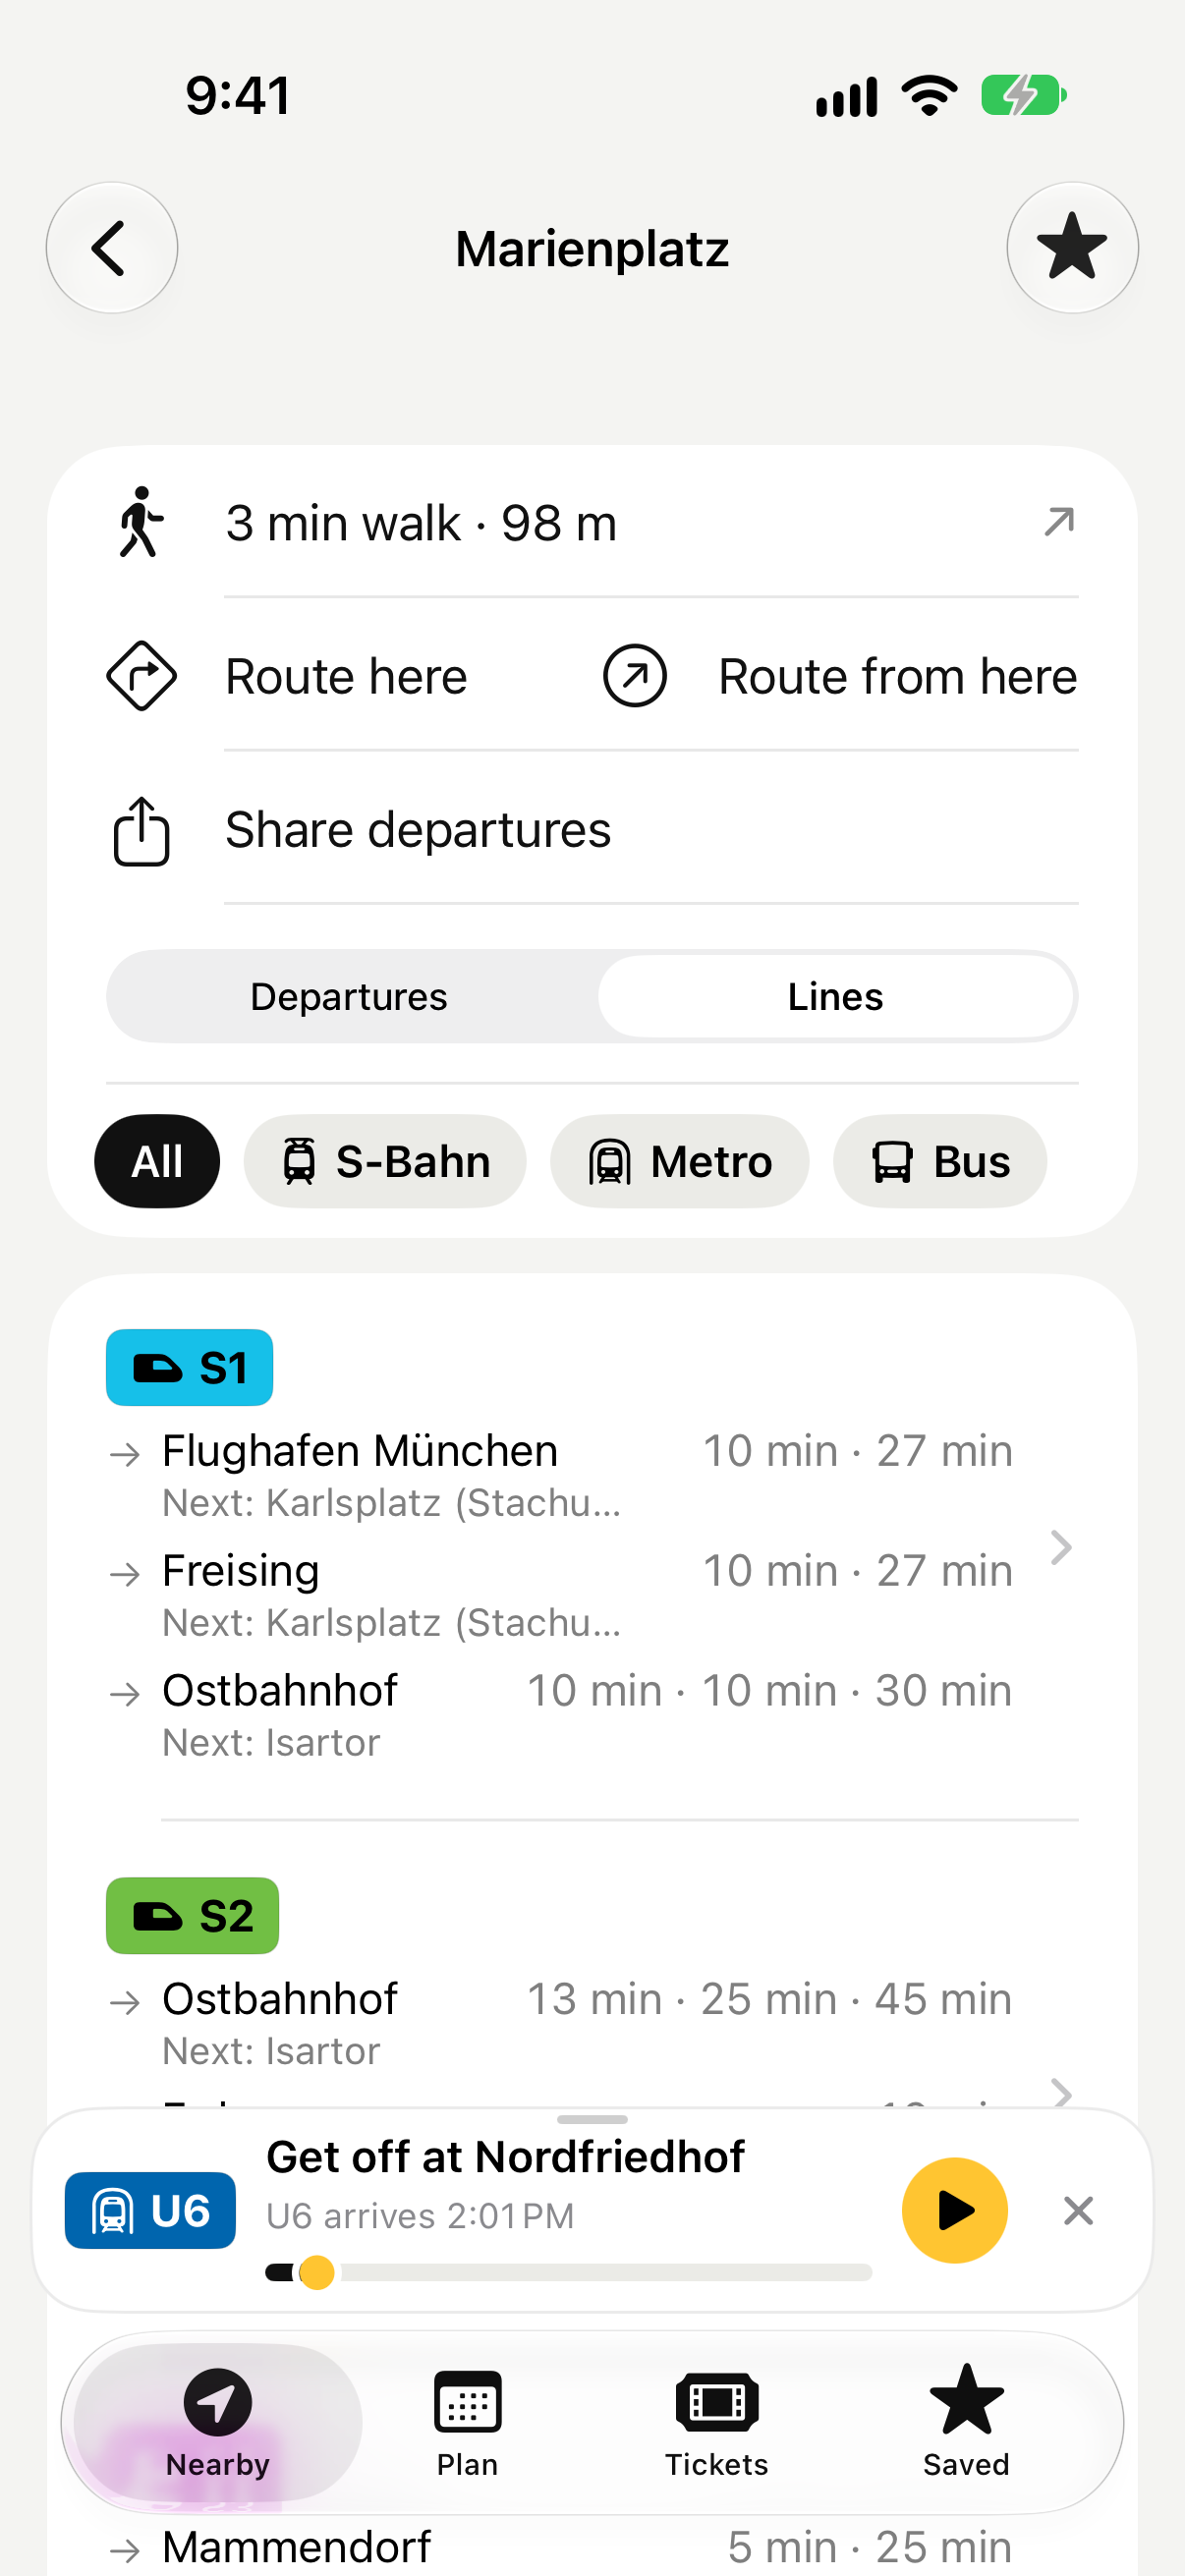 9:41
Marienplatz
3 min walk · 98 m
Route here
Route from here
Share departures
Departures
Lines
All
S-Bahn
Metro
Bus
S1
Flughafen München 10 min · 27 min
Next: Karlsplatz (Stachu...
Freising 10 min · 27 min
Next: Karlsplatz (Stachu...
Ostbahnhof 10 min · 10 min · 30 min
Next: Isartor
S2
Ostbahnhof 13 min · 25 min · 45 min
Next: Isartor
Get off at Nordfriedhof
U6
U6 arrives 2:01 PM
Nearby
Plan
Tickets
Saved
Mammendorf 5 min · 25 min